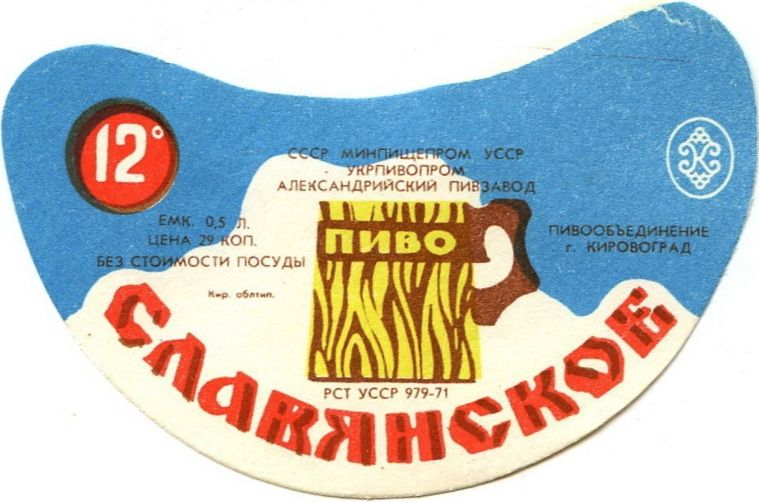 12°
СССР МИНПИЩЕПРОМ УССР
УКРПИВОПРОМ
АЛЕКСАНДРИЙСКИЙ ПИВЗАВОД
ЕМК. 0,5 Л.
ЦЕНА 29 КОП.
БЕЗ СТОИМОСТИ ПОСУДЫ
Кир. облтип.
ПИВО
ПИВООБЪЕДИНЕНИЕ
г. КИРОВОГРАД
РСТ УССР 979-71
СЛАВЯНСКОЕ